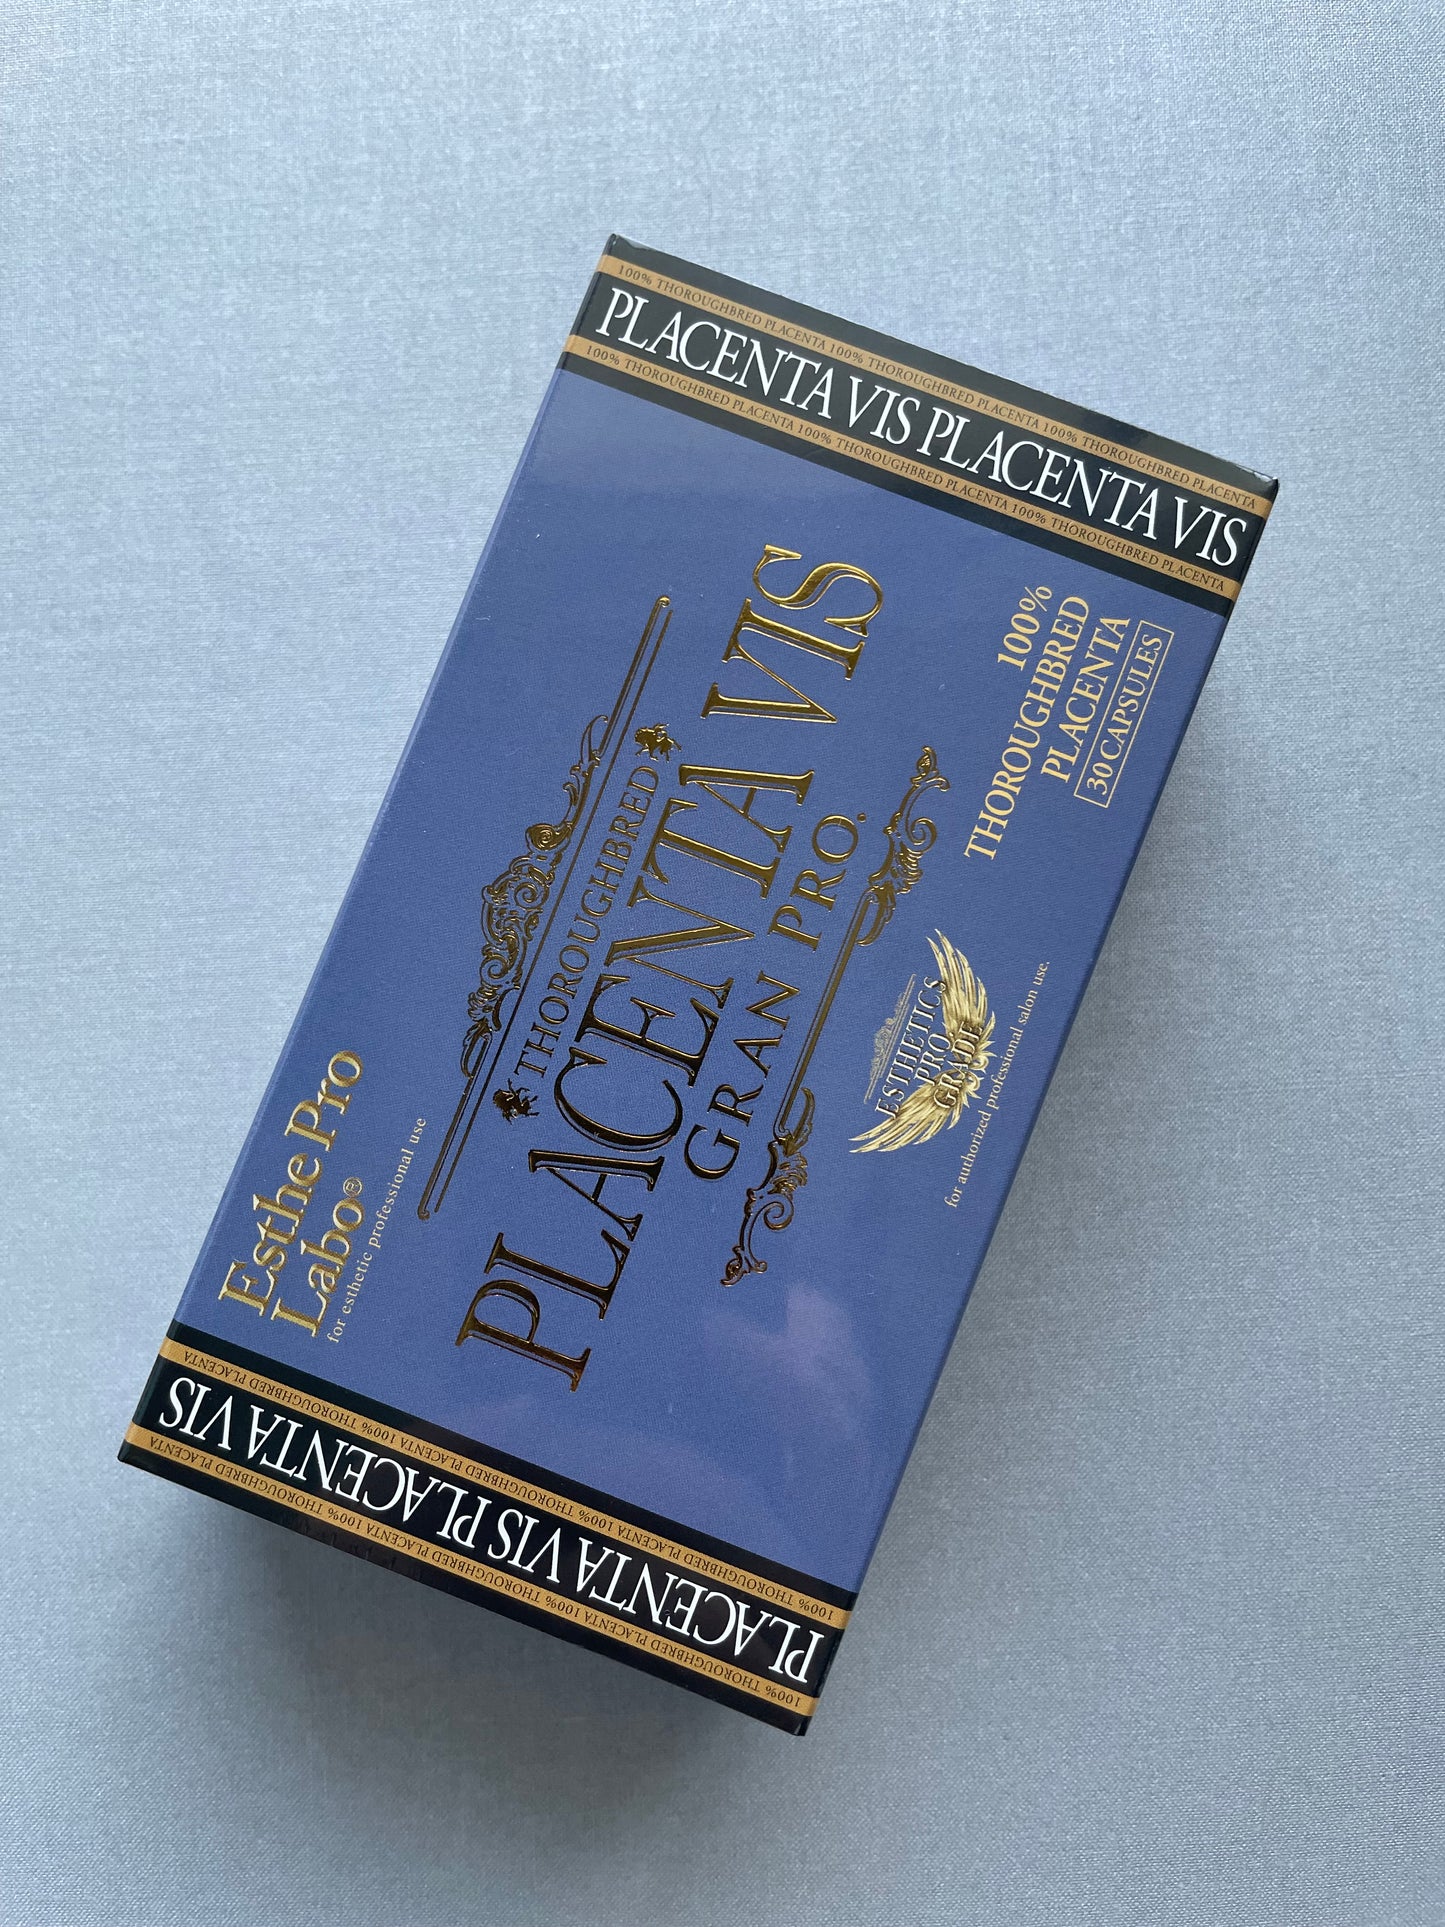 100% THOROUGHBRED PLACENTA 100% THOROUGHBRED PLACENTA 100% THOROUGHBRED PLACENTA
PLACENTA VIS PLACENTA VIS
100% THOROUGHBRED PLACENTA 100% THOROUGHBRED PLACENTA 100% THOROUGHBRED PLACENTA
Esthe Pro
Labo
for esthetic professional use
THOROUGHBRED
PLACENTA VIS
GRAN PRO.
ESTHETICS
PRO.
GRADE
for authorized professional salon use.
100%
THOROUGHBRED
PLACENTA
30 CAPSULES
100% THOROUGHBRED PLACENTA 100% THOROUGHBRED PLACENTA 100% THOROUGHBRED PLACENTA
PLACENTA VIS PLACENTA VIS
100% THOROUGHBRED PLACENTA 100% THOROUGHBRED PLACENTA 100% THOROUGHBRED PLACENTA